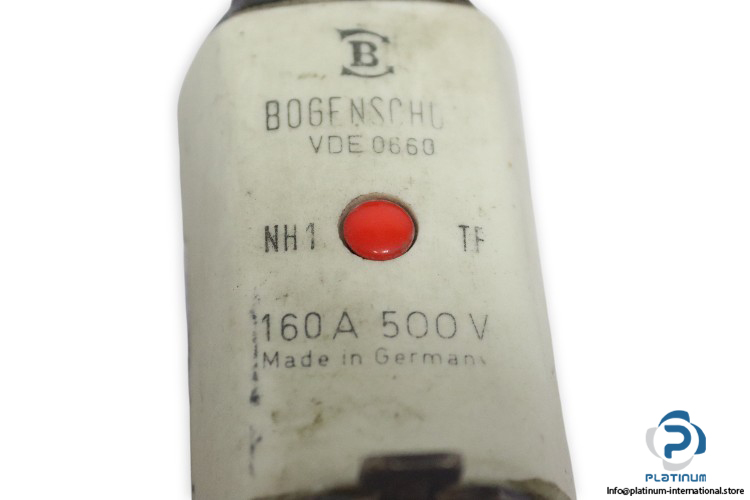 B
BOGENSCHU
VDE 0660
NH1 TF
160 A 500 V
Made in Germany
P
PLATINUM
Info@platinum-international.store